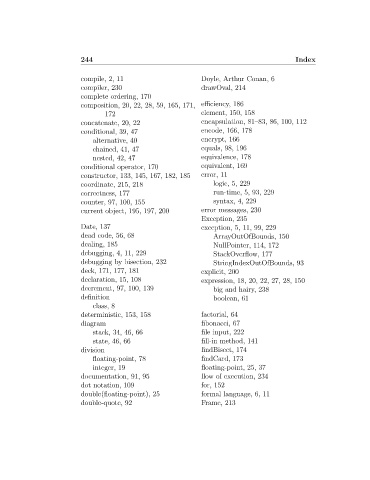 244 Index
compile, 2, 11
compiler, 230
complete ordering, 170
composition, 20, 22, 28, 59, 165, 171,
172
concatenate, 20, 22
conditional, 39, 47
alternative, 40
chained, 41, 47
nested, 42, 47
conditional operator, 170
constructor, 133, 145, 167, 182, 185
coordinate, 215, 218
correctness, 177
counter, 97, 100, 155
current object, 195, 197, 200
Date, 137
dead code, 56, 68
dealing, 185
debugging, 4, 11, 229
debugging by bisection, 232
deck, 171, 177, 181
declaration, 15, 108
decrement, 97, 100, 139
definition
class, 8
deterministic, 153, 158
diagram
stack, 34, 46, 66
state, 46, 66
division
floating-point, 78
integer, 19
documentation, 91, 95
dot notation, 109
double(floating-point), 25
double-quote, 92
Doyle, Arthur Conan, 6
drawOval, 214
efficiency, 186
element, 150, 158
encapsulation, 81–83, 86, 100, 112
encode, 166, 178
encrypt, 166
equals, 98, 196
equivalence, 178
equivalent, 169
error, 11
logic, 5, 229
run-time, 5, 93, 229
syntax, 4, 229
error messages, 230
Exception, 235
exception, 5, 11, 99, 229
ArrayOutOfBounds, 150
NullPointer, 114, 172
StackOverflow, 177
StringIndexOutOfBounds, 93
explicit, 200
expression, 18, 20, 22, 27, 28, 150
big and hairy, 238
boolean, 61
factorial, 64
fibonacci, 67
file input, 222
fill-in method, 141
findBisect, 174
findCard, 173
floating-point, 25, 37
flow of execution, 234
for, 152
formal language, 6, 11
Frame, 213